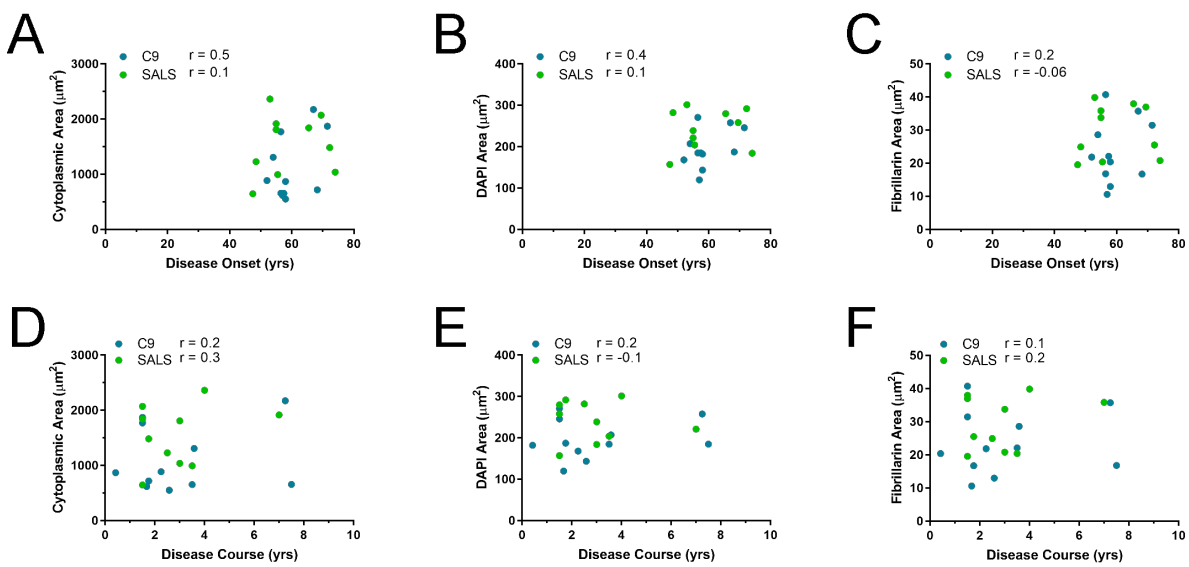 A
C9 r = 0.5
SALS r = 0.1
Cytoplasmic Area (μm²)
3000
2000
1000
0
0 20 40 60 80
Disease Onset (yrs)
B
C9 r = 0.4
SALS r = 0.1
DAPI Area (μm²)
400
300
200
100
0
0 20 40 60 80
Disease Onset (yrs)
C
C9 r = 0.2
SALS r = -0.06
Fibrillarin Area (μm²)
50
40
30
20
10
0
0 20 40 60 80
Disease Onset (yrs)
D
C9 r = 0.2
SALS r = 0.3
Cytoplasmic Area (μm²)
3000
2000
1000
0
0 2 4 6 8 10
Disease Course (yrs)
E
C9 r = 0.2
SALS r = -0.1
DAPI Area (μm²)
400
300
200
100
0
0 2 4 6 8 10
Disease Course (yrs)
F
C9 r = 0.1
SALS r = 0.2
Fibrillarin Area (μm²)
50
40
30
20
10
0
0 2 4 6 8 10
Disease Course (yrs)